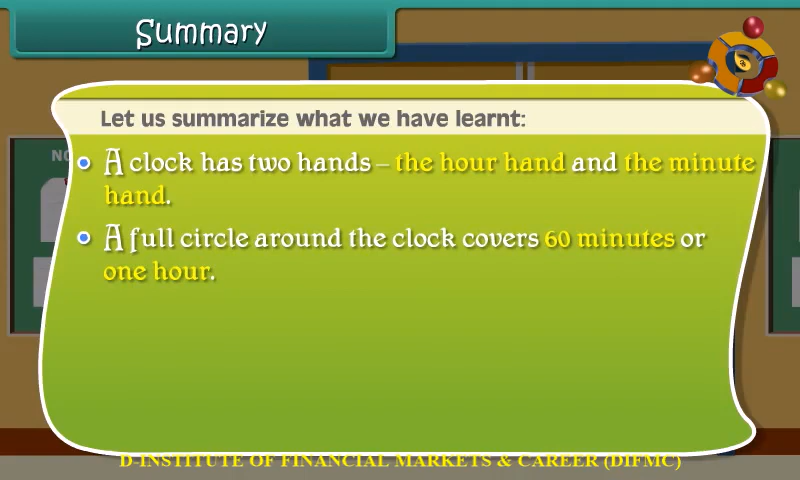 Summary
Let us summarize what we have learnt:
A clock has two hands – the hour hand and the minute
hand.
A full circle around the clock covers 60 minutes or
one hour.
D-INSTITUTE OF FINANCIAL MARKETS & CAREER (DIFMC)